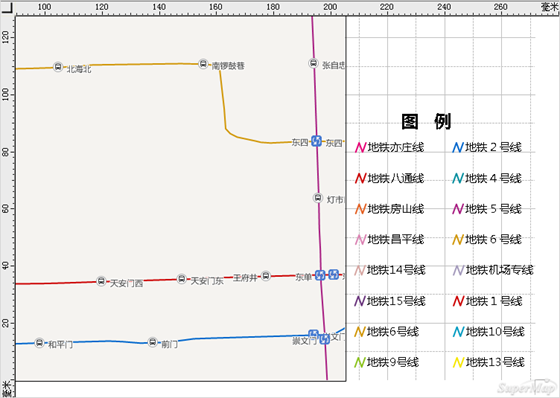 100 120 140 160 180 200 220 240 260 毫米
120
100
80
60
40
20
毫米
北海北
南锣鼓巷
张自忠
东四
东四
灯市
天安门西
天安门东
王府井
东单
和平门
前门
崇文门
文门
图 例
地铁亦庄线 地铁2号线
地铁八通线 地铁4号线
地铁房山线 地铁5号线
地铁昌平线 地铁6号线
地铁14号线 地铁机场专线
地铁15号线 地铁1号线
地铁6号线 地铁10号线
地铁9号线 地铁13号线
SuperMap